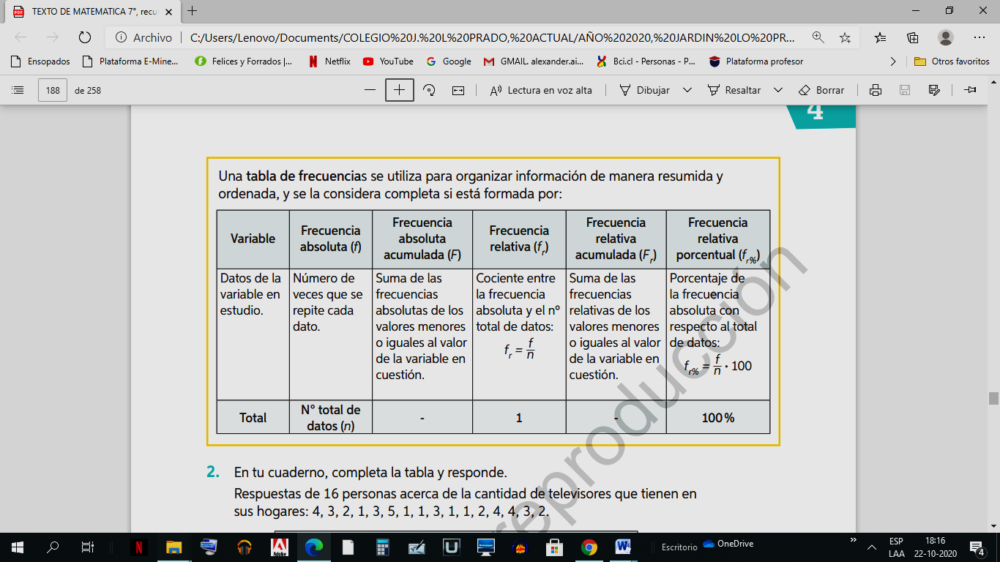 TEXTO DE MATEMATICA 7°, recu
Archivo
C:/Users/Lenovo/Documents/COLEGIO%20J.%20L%20PRADO,%20ACTUAL/AÑO%202020,%20JARDIN%20LO%20PR...
Ensopados
Plataforma E-Mine...
Felices y Forrados |...
Netflix
YouTube
Google
GMAIL. alexander.ai...
Bci.cl - Personas - P...
Plataforma profesor
Otros favoritos
188 de 258
Lectura en voz alta
Dibujar
Resaltar
Borrar
4
Una tabla de frecuencias se utiliza para organizar información de manera resumida y
ordenada, y se la considera completa si está formada por:
Variable
Frecuencia
absoluta (f)
Frecuencia
absoluta
acumulada (F)
Frecuencia
relativa (fr)
Frecuencia
relativa
acumulada (Fr)
Frecuencia
relativa
porcentual (fr%)
Datos de la
variable en
estudio.
Número de
veces que se
repite cada
dato.
Suma de las
frecuencias
absolutas de los
valores menores
o iguales al valor
de la variable en
cuestión.
Cociente entre
la frecuencia
absoluta y el nº
total de datos:
fr = f/n
Suma de las
frecuencias
relativas de los
valores menores
o iguales al valor
de la variable en
cuestión.
Porcentaje de
la frecuencia
absoluta con
respecto al total
de datos:
fr% = f/n · 100
Total
N° total de
datos (n)
-
1
-
100 %
reproducción
2. En tu cuaderno, completa la tabla y responde.
Respuestas de 16 personas acerca de la cantidad de televisores que tienen en
sus hogares: 4, 3, 2, 1, 3, 5, 1, 1, 3, 1, 1, 2, 4, 4, 3, 2.
Escritorio
OneDrive
ESP
LAA
18:16
22-10-2020
4